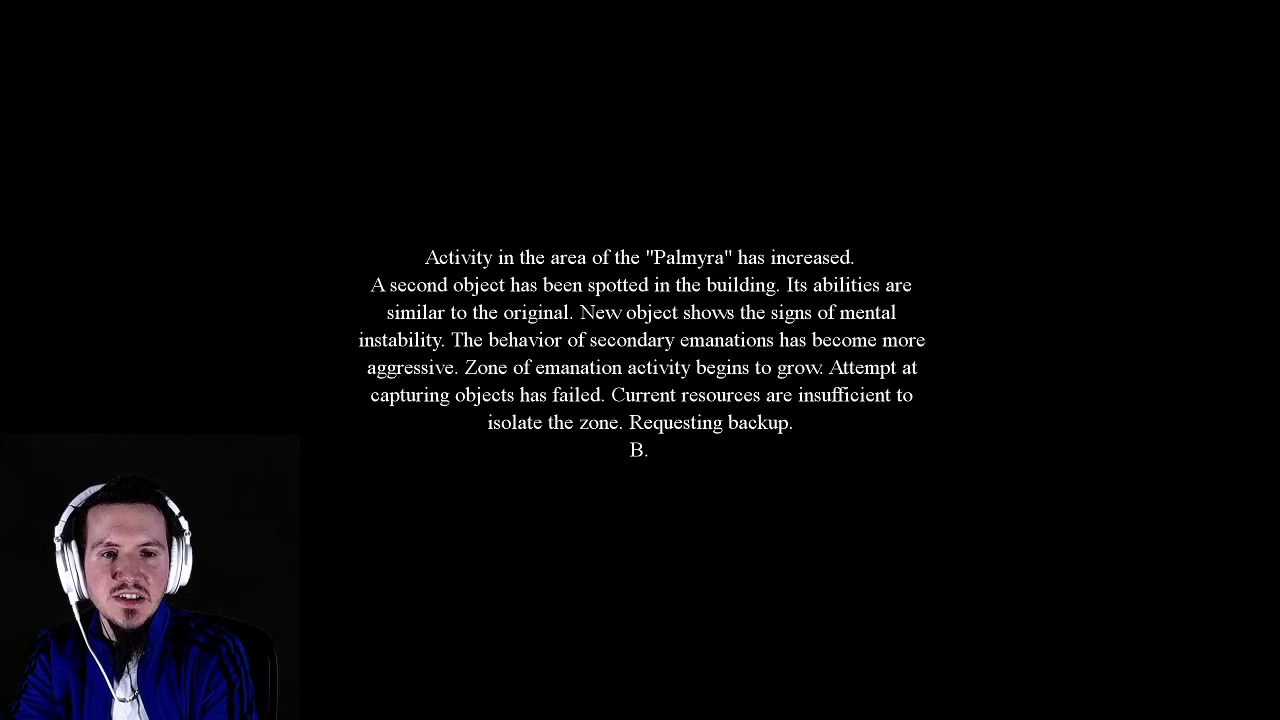 Activity in the area of the "Palmyra" has increased.
A second object has been spotted in the building. Its abilities are
similar to the original. New object shows the signs of mental
instability. The behavior of secondary emanations has become more
aggressive. Zone of emanation activity begins to grow. Attempt at
capturing objects has failed. Current resources are insufficient to
isolate the zone. Requesting backup.
B.